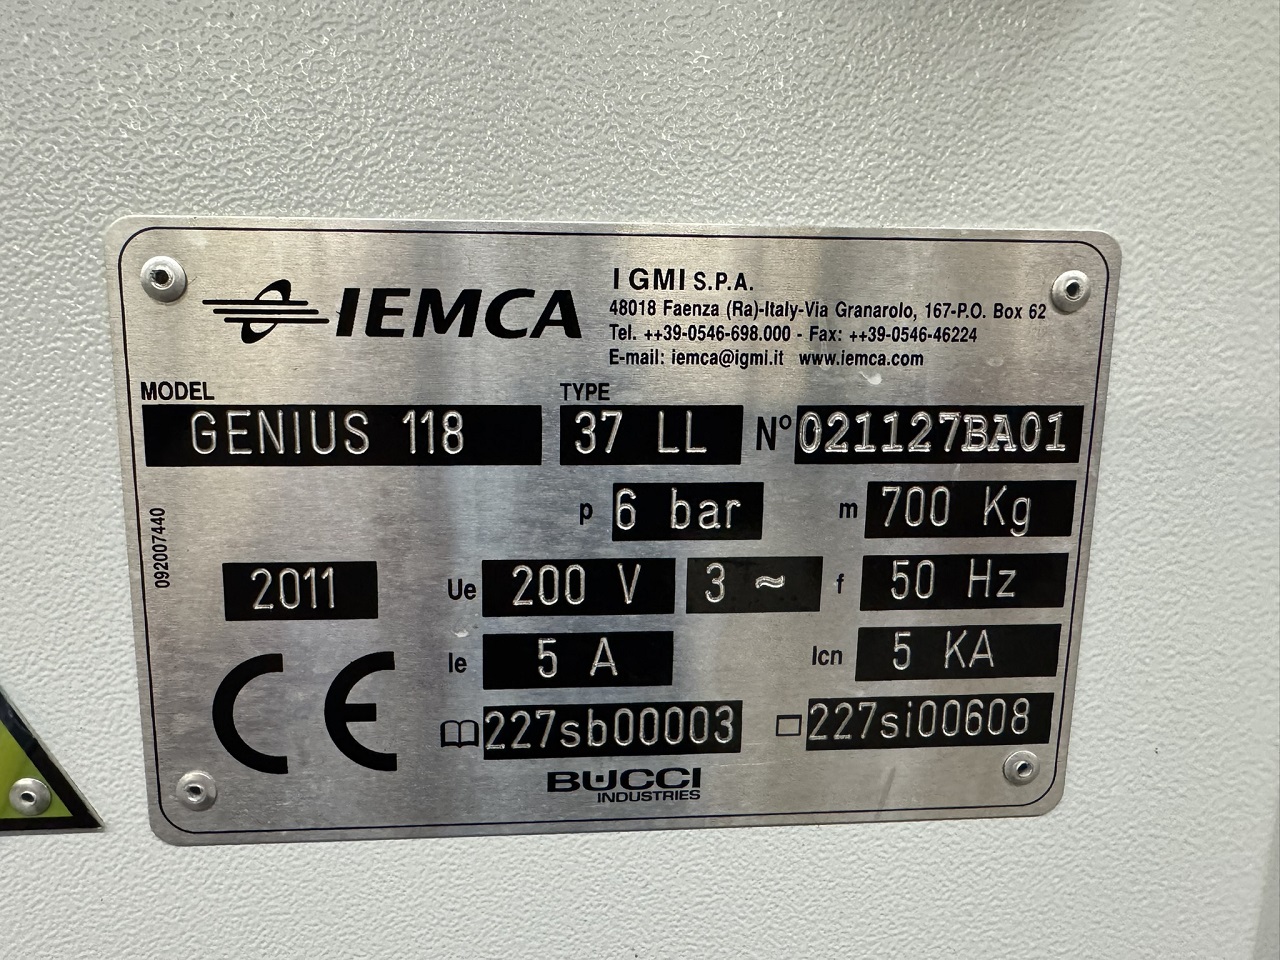 IEMCA
I GMI S.P.A.
48018 Faenza (Ra)-Italy-Via Granarolo, 167-P.O. Box 62
Tel. ++39-0546-698.000 - Fax: ++39-0546-46224
E-mail: iemca@igmi.it www.iemca.com
MODEL TYPE
GENIUS 118 37 LL N° 021127BA01
p 6 bar m 700 Kg
092007440
2011 Ue 200 V 3 ~ f 50 Hz
Ie 5 A Icn 5 KA
CE
227sb00003 227si00608
BUCCI
INDUSTRIES